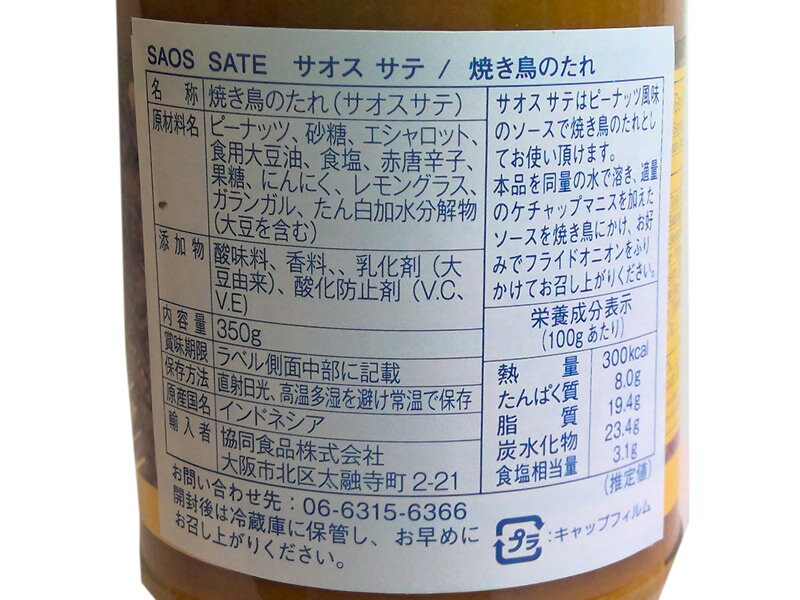 SAOS SATE サオス サテ / 焼き鳥のたれ
名 称 焼き鳥のたれ(サオスサテ)
原材料名 ピーナッツ、砂糖、エシャロット、
食用大豆油、食塩、赤唐辛子、
果糖、にんにく、レモングラス、
ガランガル、たん白加水分解物
(大豆を含む)
添加物 酸味料、香料、、乳化剤(大
豆由来)、酸化防止剤(V.C、
V.E)
内容量 350g
賞味期限 ラベル側面中部に記載
保存方法 直射日光、高温多湿を避け常温で保存
原産国名 インドネシア
輸入者 協同食品株式会社
大阪市北区太融寺町 2-21
お問い合わせ先:06-6315-6366
開封後は冷蔵庫に保管し、お早めに
お召し上がりください。
サオス サテはピーナッツ風味
のソースで焼き鳥のたれとし
てお使い頂けます。
本品を同量の水で溶き、適量
のケチャップマニスを加えた
ソースを焼き鳥にかけ、お好
みでフライドオニオンをふり
かけてお召し上がりください。
栄養成分表示
(100gあたり)
熱 量 300kcal
たんぱく質 8.0g
脂 質 19.4g
炭水化物 23.4g
食塩相当量 3.1g
(推定値)
プラ:キャップフィルム